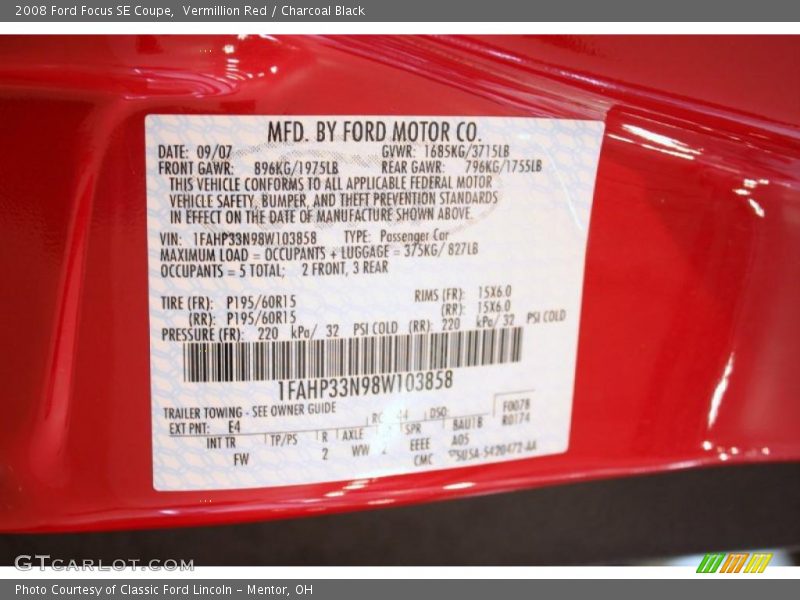 2008 Ford Focus SE Coupe, Vermillion Red / Charcoal Black
MFD. BY FORD MOTOR CO.
DATE: 09/07 GVWR: 1685KG/3715LB
FRONT GAWR: 896KG/1975LB REAR GAWR: 796KG/1755LB
THIS VEHICLE CONFORMS TO ALL APPLICABLE FEDERAL MOTOR
VEHICLE SAFETY, BUMPER, AND THEFT PREVENTION STANDARDS
IN EFFECT ON THE DATE OF MANUFACTURE SHOWN ABOVE.
VIN: 1FAHP33N98W103858 TYPE: Passenger Car
MAXIMUM LOAD = OCCUPANTS + LUGGAGE = 375KG/ 827LB
OCCUPANTS = 5 TOTAL; 2 FRONT, 3 REAR
TIRE (FR): P195/60R15 RIMS (FR): 15X6.0
(RR): P195/60R15 (RR): 15X6.0
PRESSURE (FR): 220 kPa/ 32 PSI COLD (RR): 220 kPa/ 32 PSI COLD
1FAHP33N98W103858
TRAILER TOWING - SEE OWNER GUIDE
EXT PNT: E4 DSO: F0078
R0174
INT TR TP/PS R AXLE SPR BAUTB
FW 2 WW EEEE A05
CMC 5U5A-5420472-AA
GTCARLOT.COM
Photo Courtesy of Classic Ford Lincoln - Mentor, OH